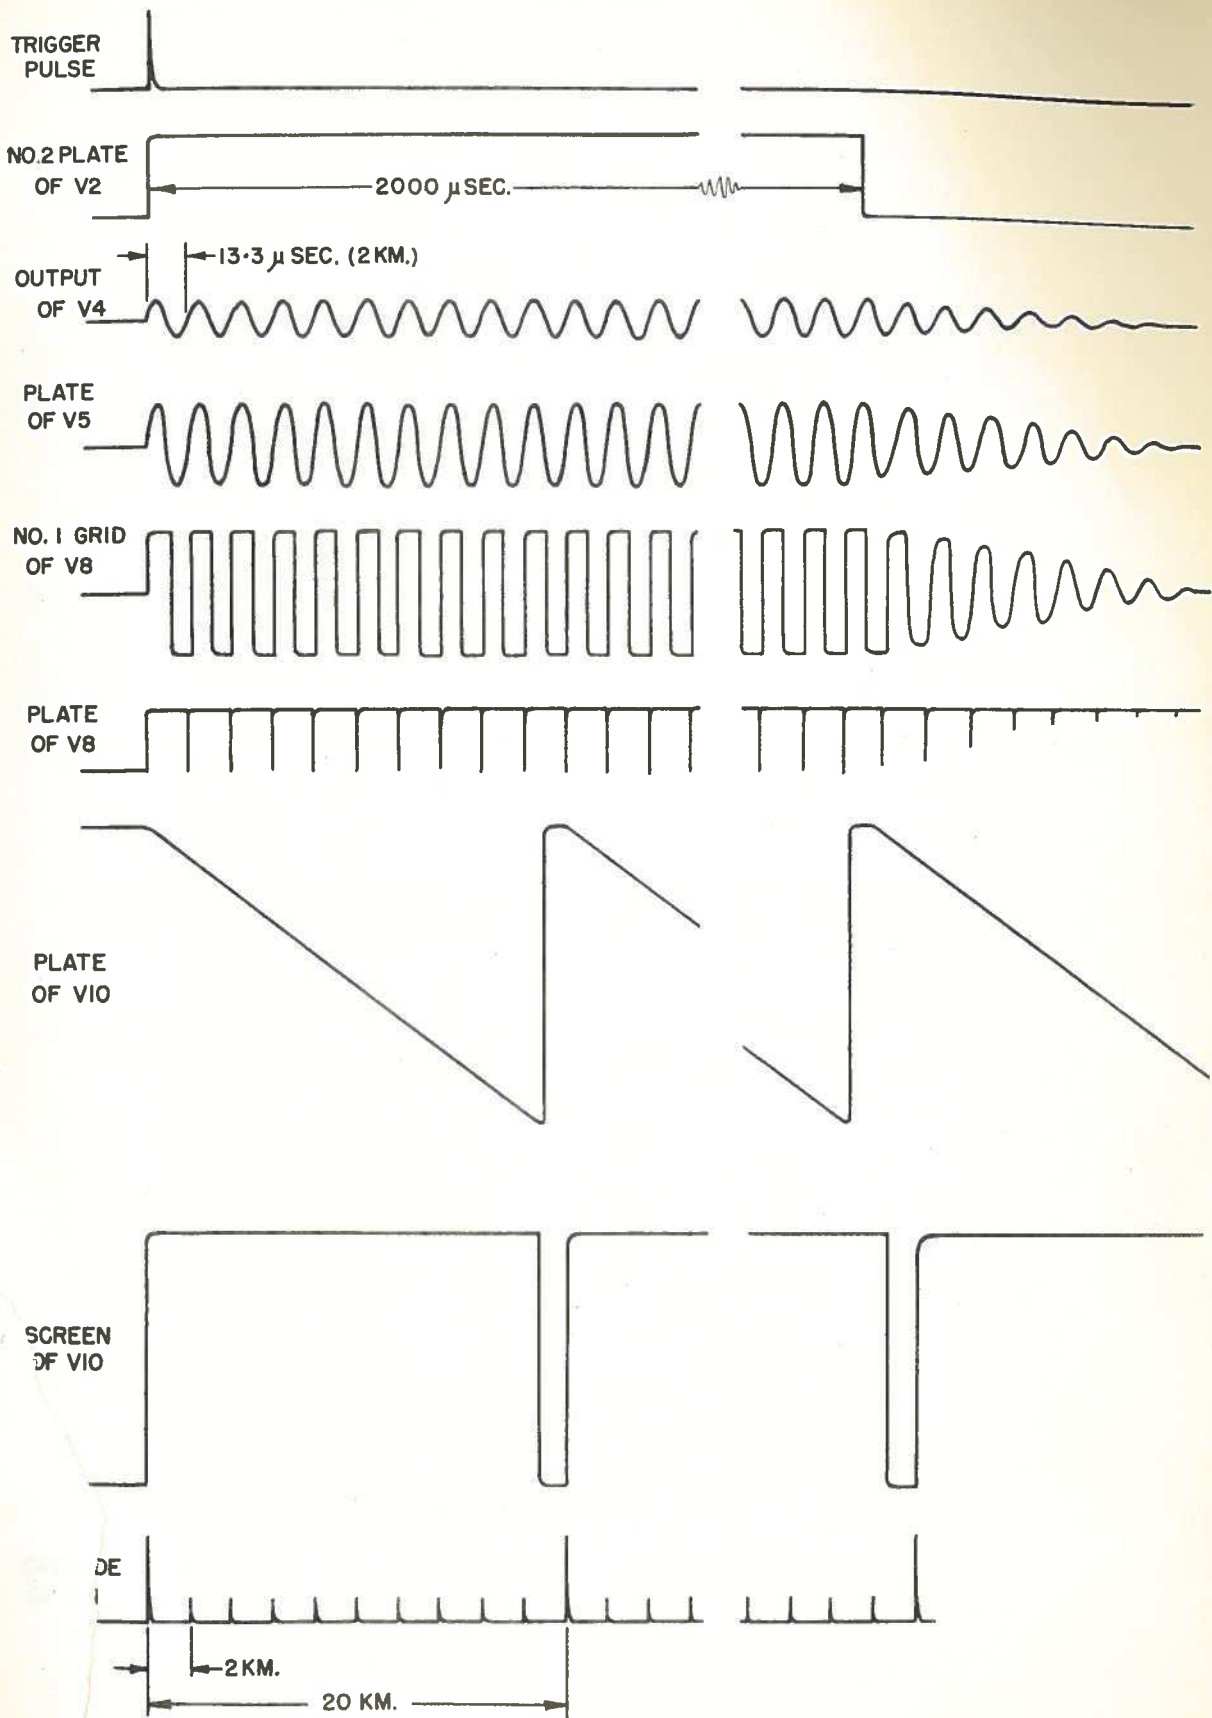 TRIGGER
PULSE
NO.2 PLATE
OF V2
2000 μSEC.
13·3 μ SEC. (2 KM.)
OUTPUT
OF V4
PLATE
OF V5
NO. 1 GRID
OF V8
PLATE
OF V8
PLATE
OF V10
SCREEN
OF V10
DE
2 KM.
20 KM.